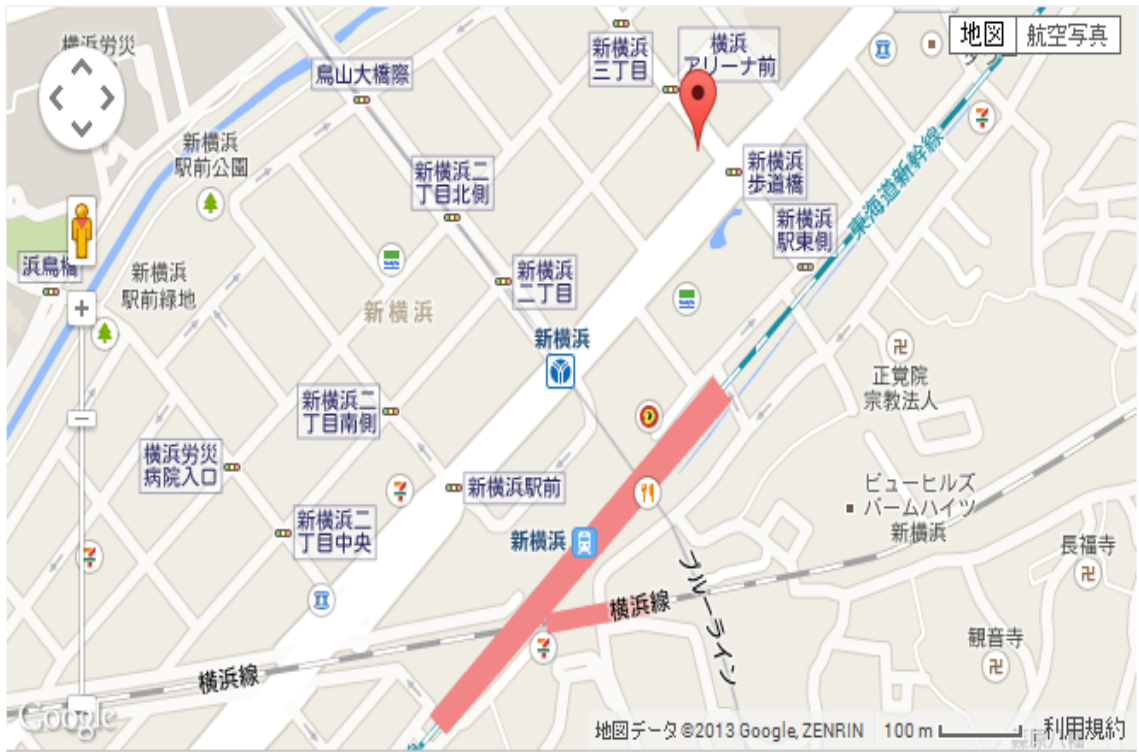 地図 航空写真
横浜労災
新横浜
三丁目
横浜
アリーナ前
鳥山大橋際
タワー
新横浜
駅前公園
新横浜二
丁目北側
新横浜
歩道橋
新横浜
駅東側
東海道新幹線
浜鳥橋
新横浜
駅前緑地
新横浜
二丁目
新横浜
新横浜
正覚院
宗教法人
新横浜二
丁目南側
横浜労災
病院入口
新横浜駅前
ビューヒルズ
パームハイツ
新横浜
新横浜二
丁目中央
新横浜
長福寺
ブルーライン
横浜線
観音寺
横浜線
Google
地図データ ©2013 Google, ZENRIN
100 m
利用規約